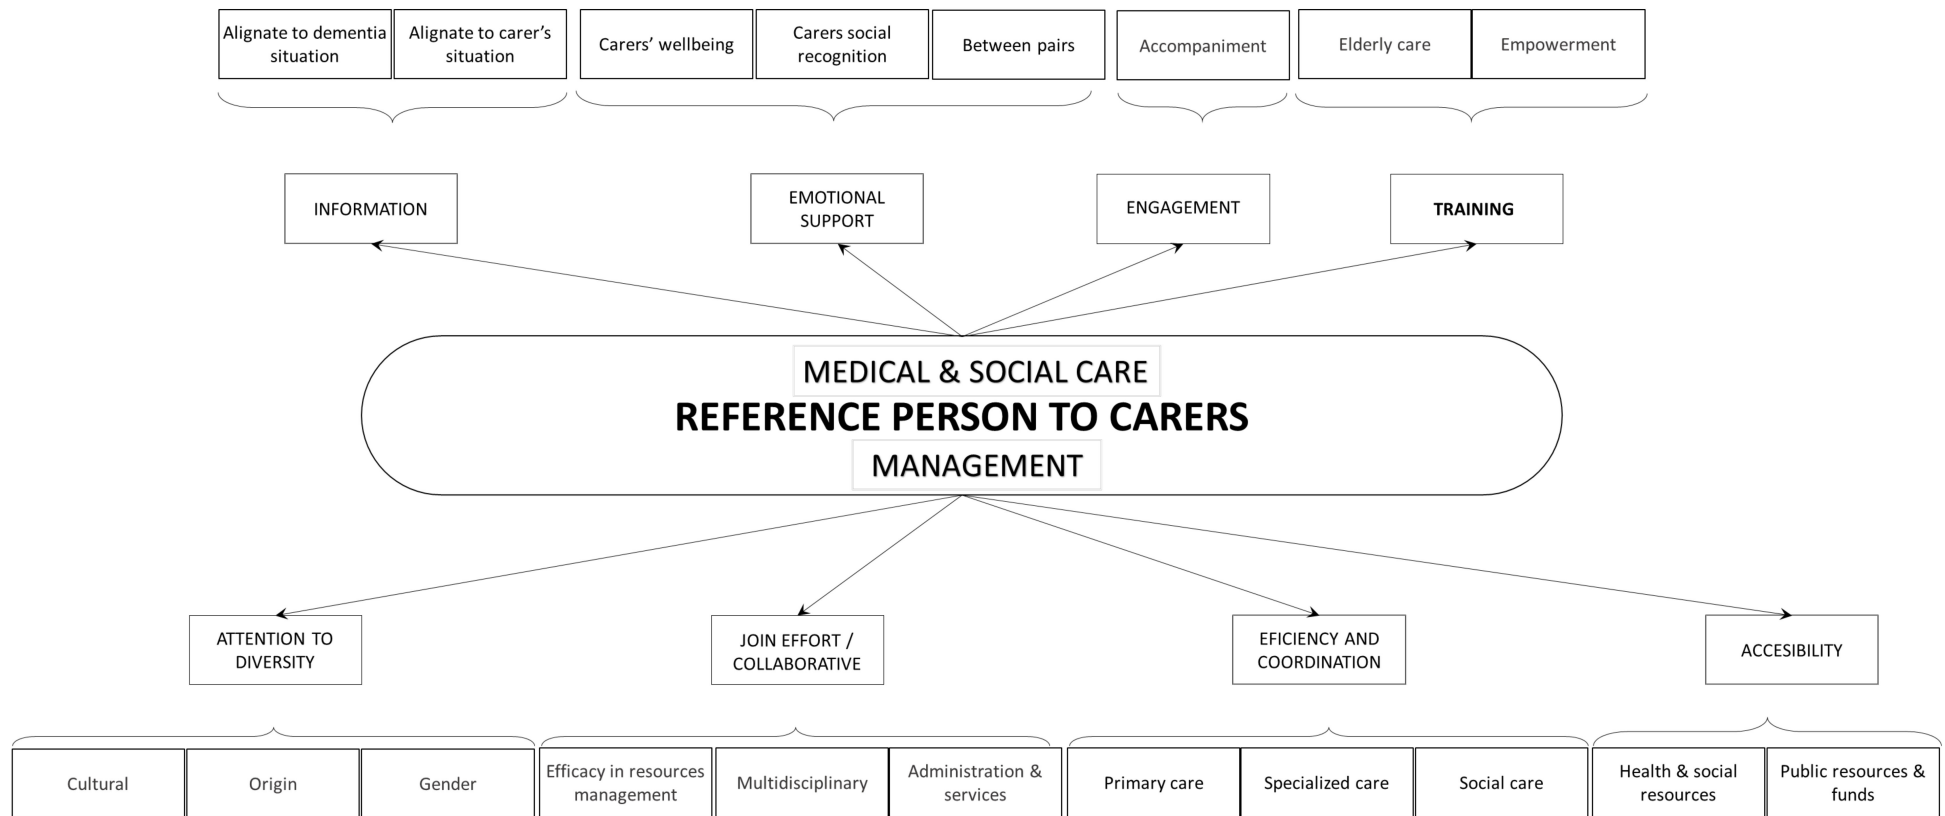 Alignate to dementia
situation
Alignate to carer's
situation
Carers' wellbeing
Carers social
recognition
Between pairs
Accompaniment
Elderly care
Empowerment
INFORMATION
EMOTIONAL
SUPPORT
ENGAGEMENT
TRAINING
MEDICAL & SOCIAL CARE
REFERENCE PERSON TO CARERS
MANAGEMENT
ATTENTION TO
DIVERSITY
JOIN EFFORT /
COLLABORATIVE
EFICIENCY AND
COORDINATION
ACCESIBILITY
Cultural
Origin
Gender
Efficacy in resources
management
Multidisciplinary
Administration &
services
Primary care
Specialized care
Social care
Health & social
resources
Public resources &
funds